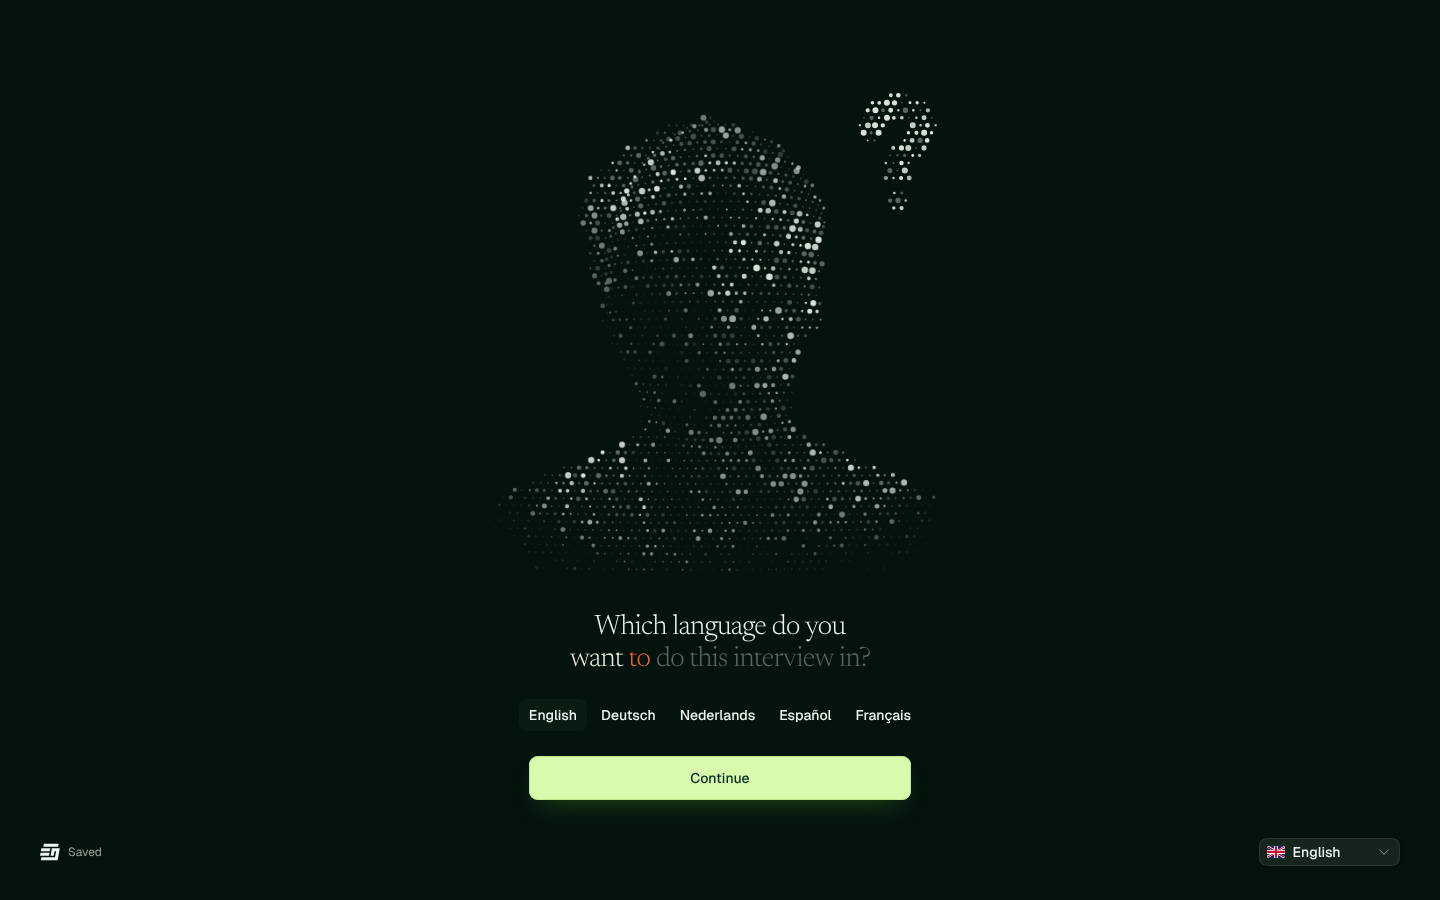 Which language do you
want to do this interview in?
English Deutsch Nederlands Español Français
Continue
Saved
English